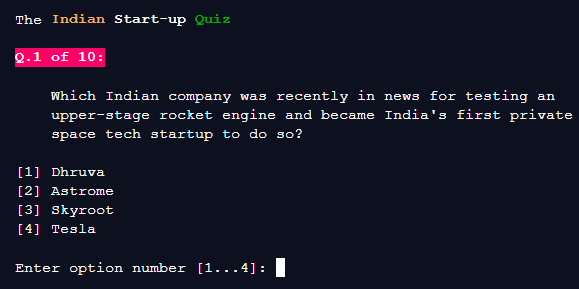 The Indian Start-up Quiz
Q.1 of 10:
Which Indian company was recently in news for testing an
upper-stage rocket engine and became India's first private
space tech startup to do so?
[1] Dhruva
[2] Astrome
[3] Skyroot
[4] Tesla
Enter option number [1...4]: